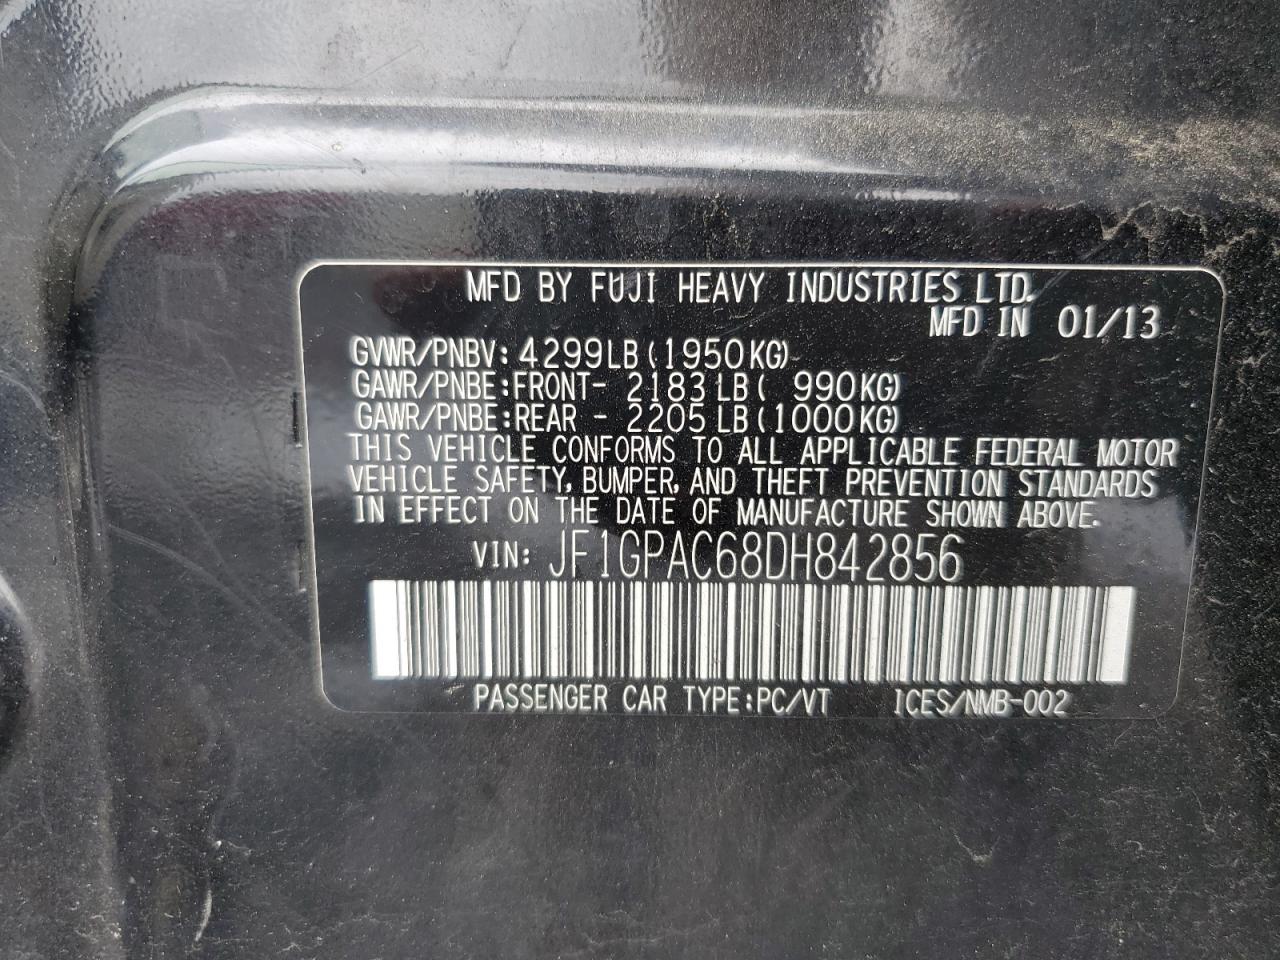 MFD BY FUJI HEAVY INDUSTRIES LTD.
MFD IN 01/13
GVWR/PNBV: 4299LB (1950KG)
GAWR/PNBE:FRONT- 2183LB ( 990KG)
GAWR/PNBE:REAR - 2205LB (1000KG)
THIS VEHICLE CONFORMS TO ALL APPLICABLE FEDERAL MOTOR
VEHICLE SAFETY, BUMPER, AND THEFT PREVENTION STANDARDS
IN EFFECT ON THE DATE OF MANUFACTURE SHOWN ABOVE.
VIN: JF1GPAC68DH842856
PASSENGER CAR TYPE:PC/VT ICES/NMB-002